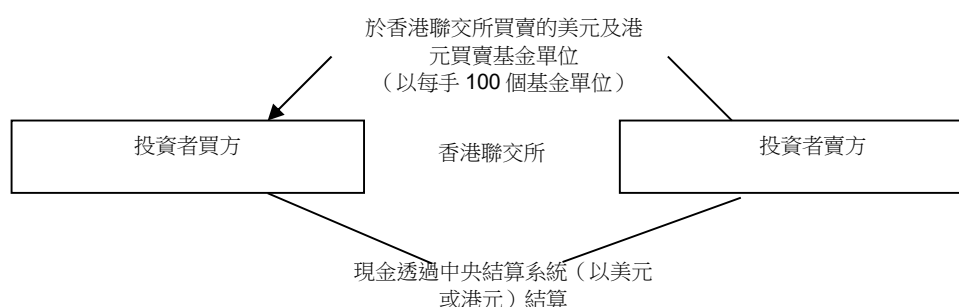 於香港聯交所買賣的美元及港
元買賣基金單位
（以每手 100 個基金單位）
投資者買方
香港聯交所
投資者賣方
現金透過中央結算系統（以美元
或港元）結算